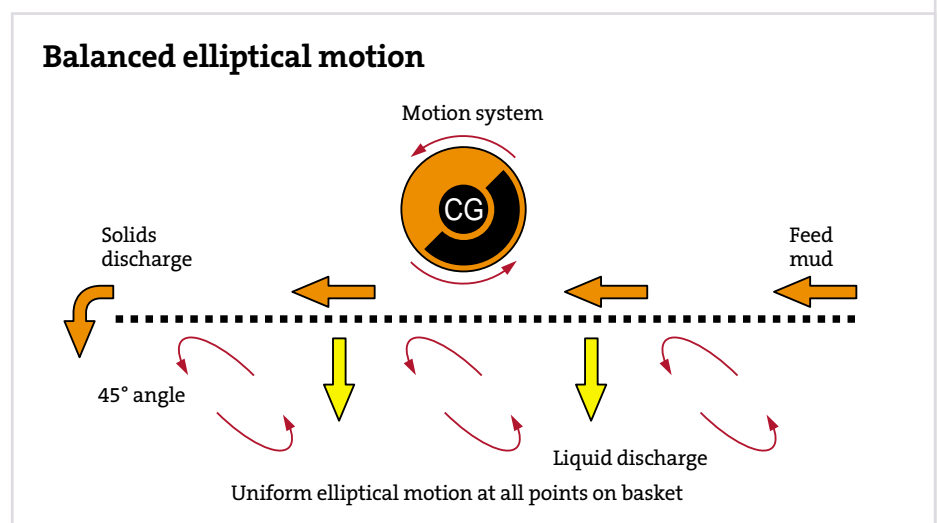 Balanced elliptical motion
Motion system
CG
Solids
discharge
Feed
mud
45° angle
Liquid discharge
Uniform elliptical motion at all points on basket